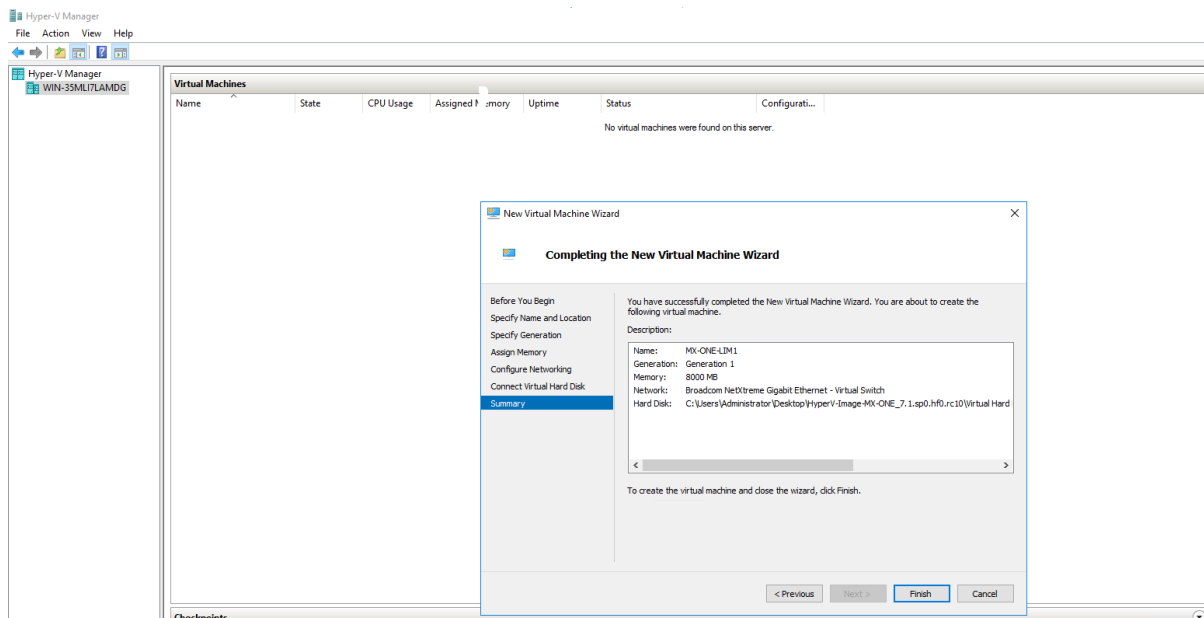 Hyper-V Manager
File Action View Help
Hyper-V Manager
WIN-35MLI7LAMDG
Virtual Machines
Name State CPU Usage Assigned Memory Uptime Status Configurati...
No virtual machines were found on this server.
New Virtual Machine Wizard
Completing the New Virtual Machine Wizard
Before You Begin
Specify Name and Location
Specify Generation
Assign Memory
Configure Networking
Connect Virtual Hard Disk
Summary
You have successfully completed the New Virtual Machine Wizard. You are about to create the
following virtual machine.
Description:
Name: MX-ONE-LIM1
Generation: Generation 1
Memory: 8000 MB
Network: Broadcom NetXtreme Gigabit Ethernet - Virtual Switch
Hard Disk: C:\Users\Administrator\Desktop\HyperV-Image-MX-ONE_7.1.sp0.hf0.rc10\Virtual Hard
To create the virtual machine and close the wizard, click Finish.
< Previous Next > Finish Cancel
Checkpoints